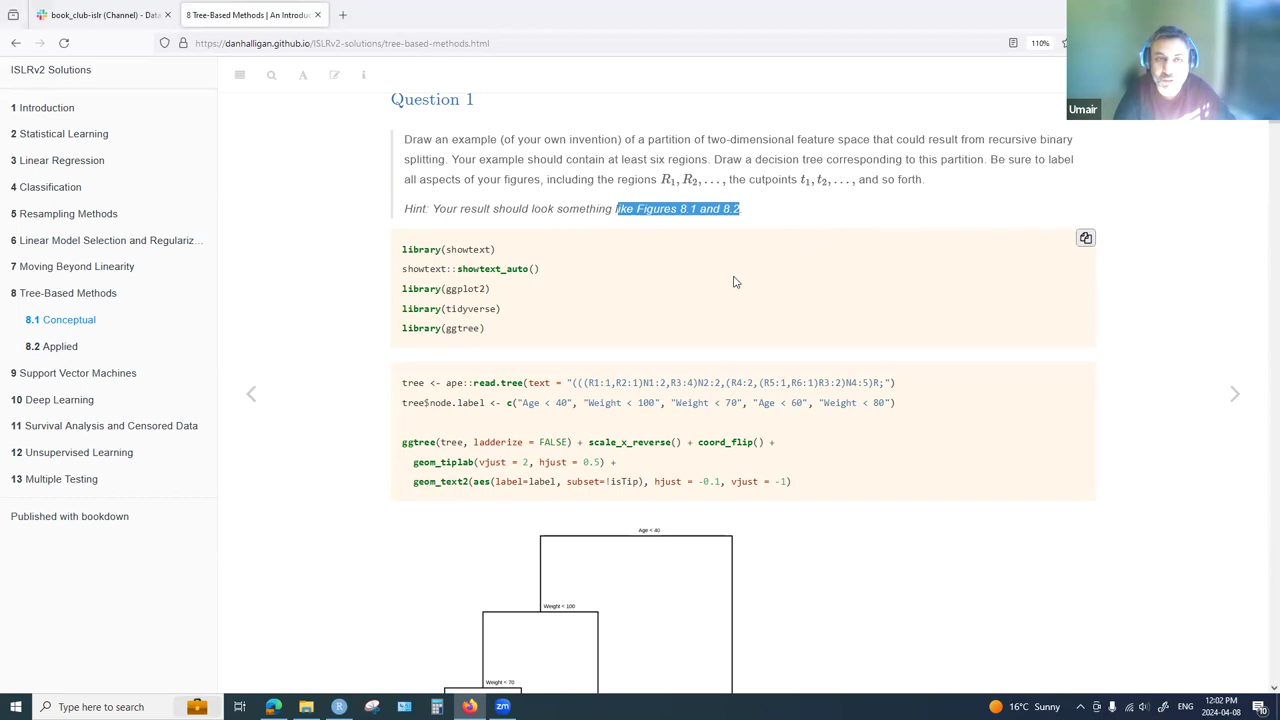 book_club-islr (Channel) - Dat
8 Tree-Based Methods | An Introduc
https://danhalligan.github.io/ISLRv2-solutions/tree-based-methods.html
110%
ISLRv2 Solutions
1 Introduction
2 Statistical Learning
3 Linear Regression
4 Classification
5 Resampling Methods
6 Linear Model Selection and Regulariz…
7 Moving Beyond Linearity
8 Tree-Based Methods
8.1 Conceptual
8.2 Applied
9 Support Vector Machines
10 Deep Learning
11 Survival Analysis and Censored Data
12 Unsupervised Learning
13 Multiple Testing
Published with bookdown
Umair
Question 1
Draw an example (of your own invention) of a partition of two-dimensional feature space that could result from recursive binary
splitting. Your example should contain at least six regions. Draw a decision tree corresponding to this partition. Be sure to label
all aspects of your figures, including the regions R1, R2, . . . , the cutpoints t1, t2, . . . , and so forth.
Hint: Your result should look something like Figures 8.1 and 8.2
library(showtext)
showtext::showtext_auto()
library(ggplot2)
library(tidyverse)
library(ggtree)
tree <- ape::read.tree(text = "(((R1:1,R2:1)N1:2,R3:4)N2:2,(R4:2,(R5:1,R6:1)R3:2)N4:5)R;")
tree$node.label <- c("Age < 40", "Weight < 100", "Weight < 70", "Age < 60", "Weight < 80")
ggtree(tree, ladderize = FALSE) + scale_x_reverse() + coord_flip() +
geom_tiplab(vjust = 2, hjust = 0.5) +
geom_text2(aes(label=label, subset=!isTip), hjust = -0.1, vjust = -1)
Age < 40
Weight < 100
Weight < 70
Type here to search
16°C Sunny
12:02 PM
2024-04-08